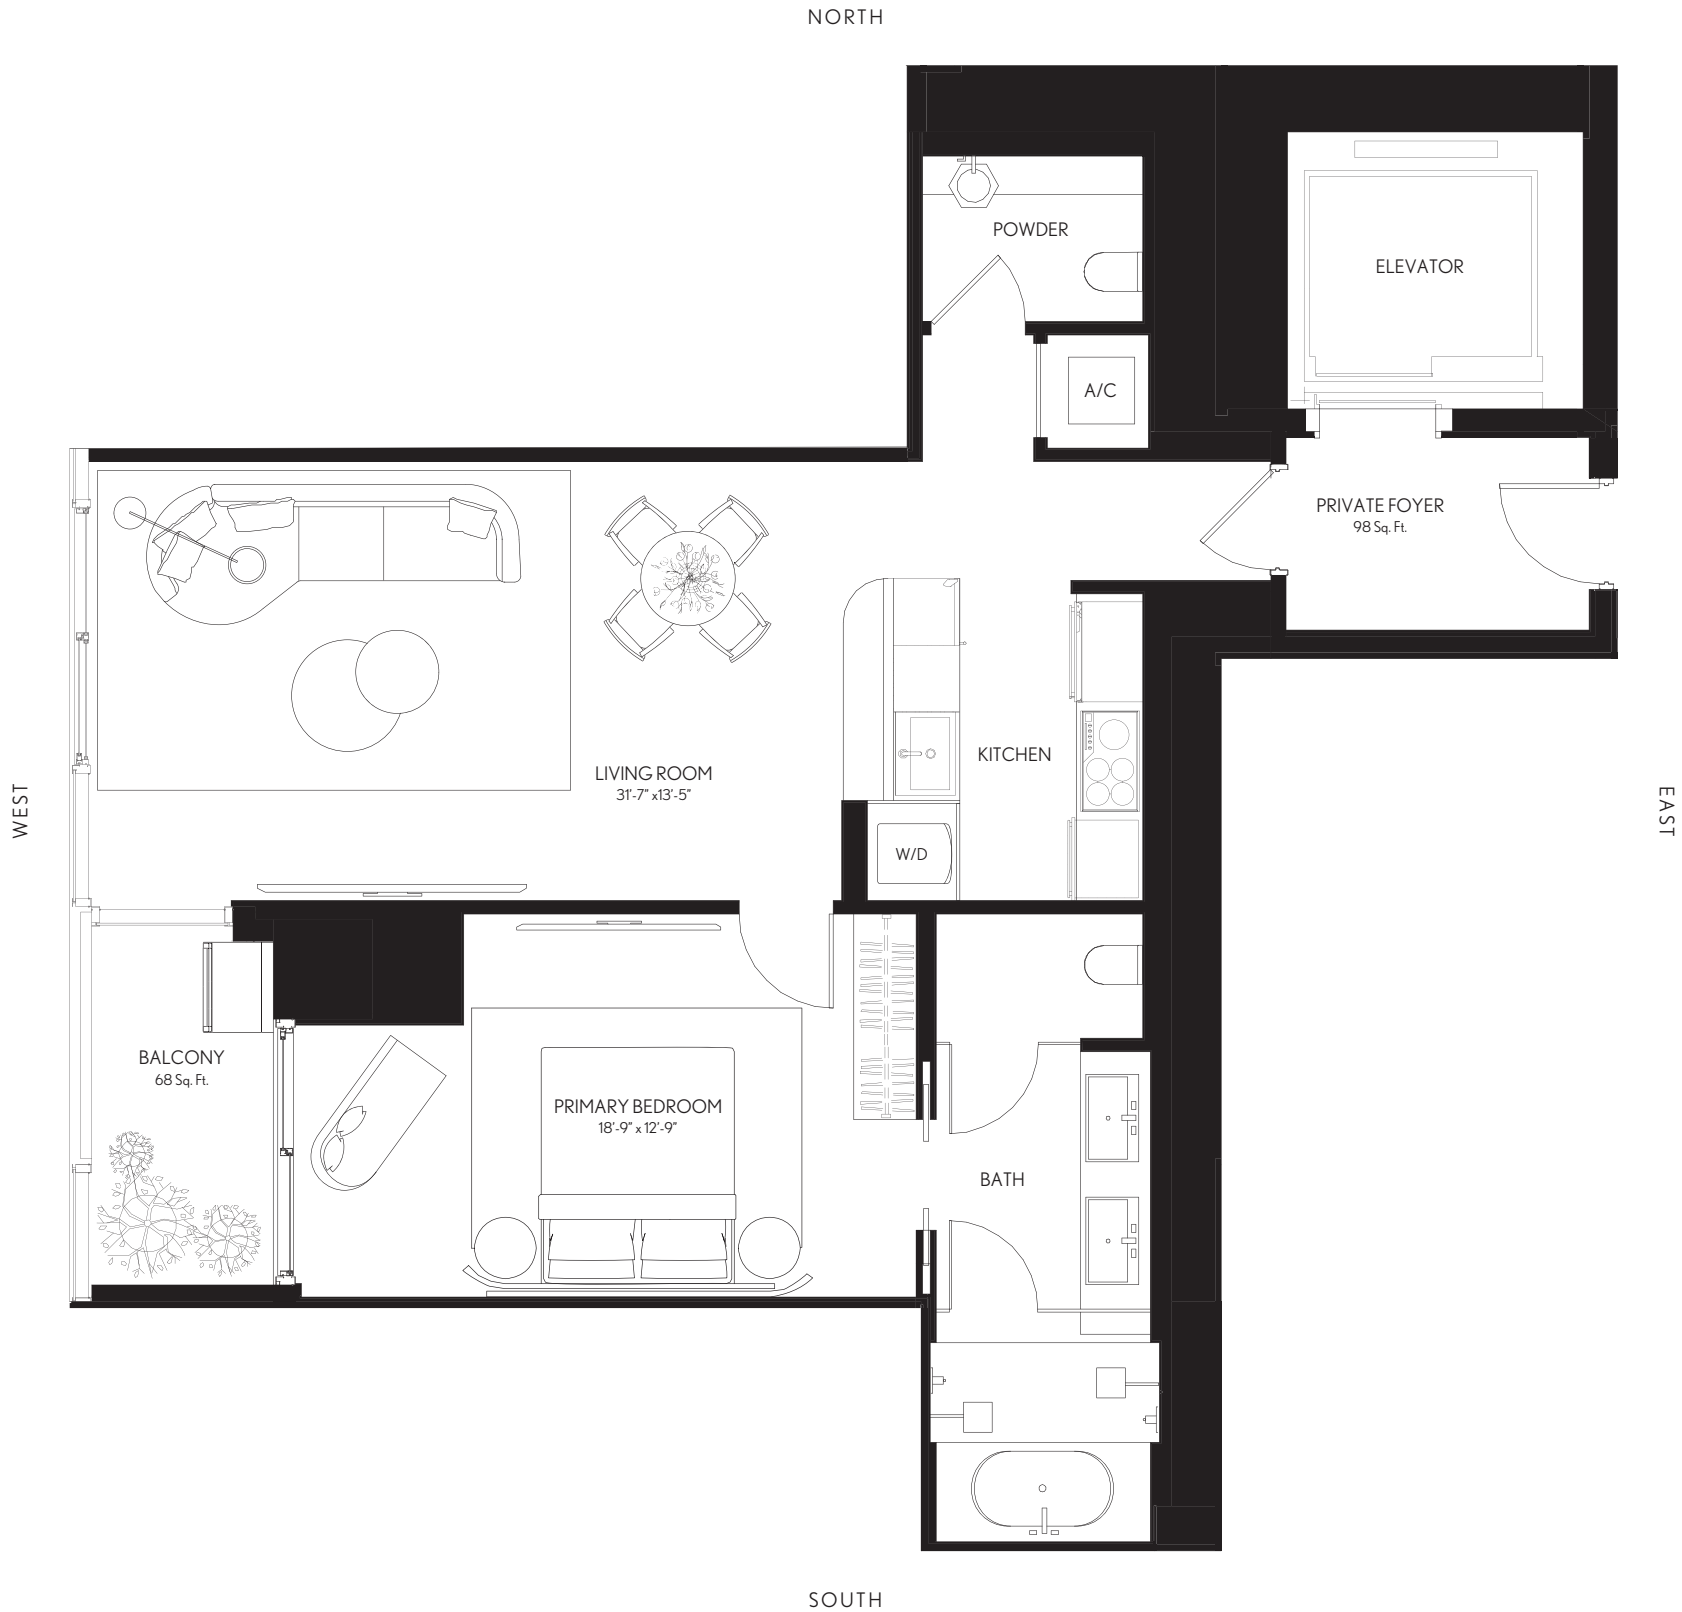 NORTH
POWDER
ELEVATOR
A/C
PRIVATE FOYER
98 Sq. Ft.
KITCHEN
LIVING ROOM
31'-7" x13'-5"
WEST
EAST
W/D
BALCONY
68 Sq. Ft.
PRIMARY BEDROOM
18'-9" x 12'-9"
BATH
SOUTH